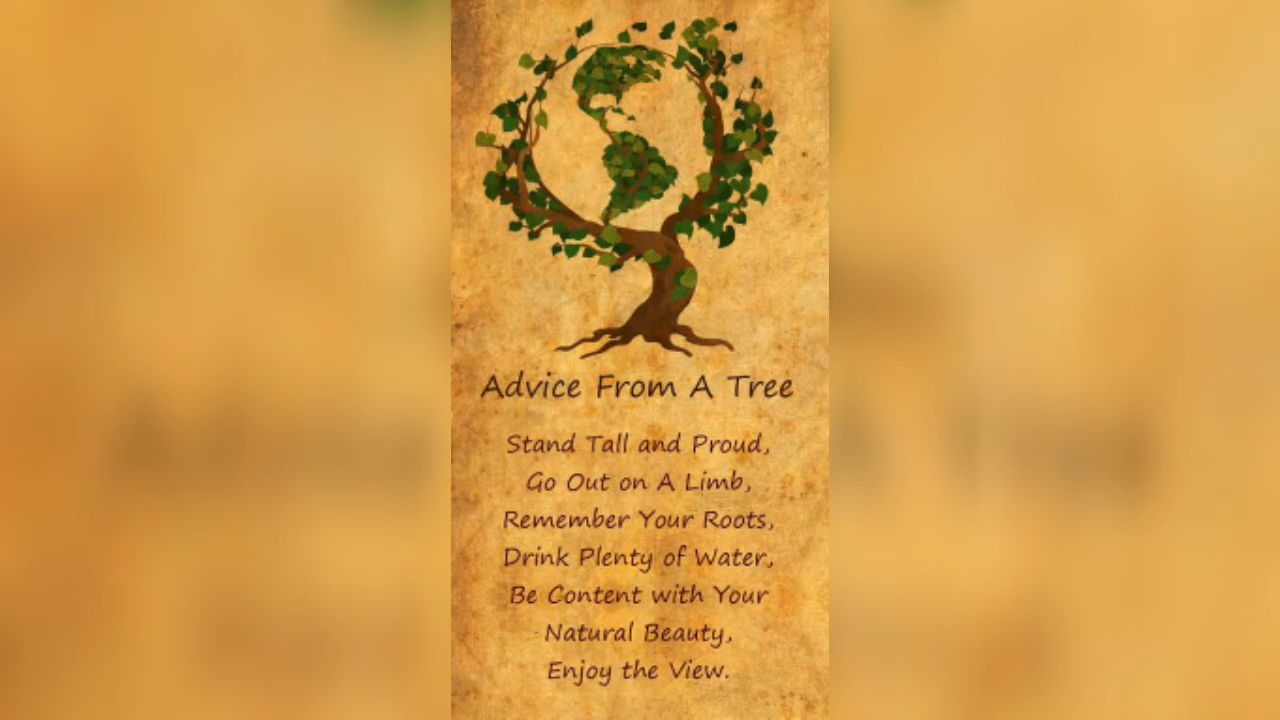 Advice From A Tree
Stand Tall and Proud,
Go Out on A Limb,
Remember Your Roots,
Drink Plenty of Water,
Be Content with Your
Natural Beauty,
Enjoy the View.